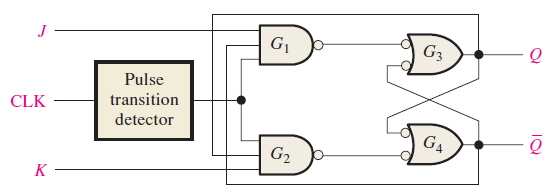 J
G1
G3
Q
Pulse
transition
detector
CLK
G2
G4
Q̅
K